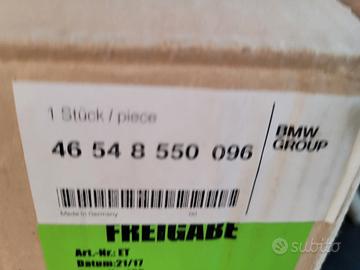 1 Stück / piece
46 54 8 550 096
BMW
GROUP
Made in Germany
FREIGABE
Art.-Nr.: ET
Datum:21/17
subito